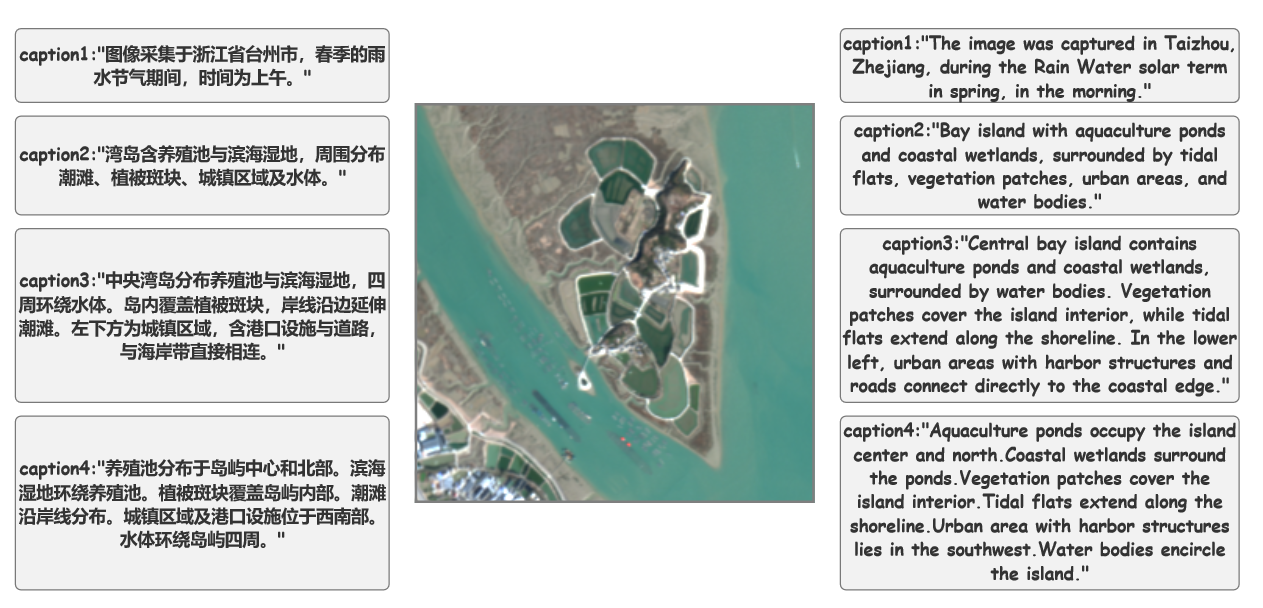 caption1:"图像采集于浙江省台州市，春季的雨
水节气期间，时间为上午。"
caption2:"湾岛含养殖池与滨海湿地，周围分布
潮滩、植被斑块、城镇区域及水体。"
caption3:"中央湾岛分布养殖池与滨海湿地，四
周环绕水体。岛内覆盖植被斑块，岸线沿边延伸
潮滩。左下方为城镇区域，含港口设施与道路，
与海岸带直接相连。"
caption4:"养殖池分布于岛屿中心和北部。滨海
湿地环绕养殖池。植被斑块覆盖岛屿内部。潮滩
沿岸线分布。城镇区域及港口设施位于西南部。
水体环绕岛屿四周。"
caption1:"The image was captured in Taizhou,
Zhejiang, during the Rain Water solar term
in spring, in the morning."
caption2:"Bay island with aquaculture ponds
and coastal wetlands, surrounded by tidal
flats, vegetation patches, urban areas, and
water bodies."
caption3:"Central bay island contains
aquaculture ponds and coastal wetlands,
surrounded by water bodies. Vegetation
patches cover the island interior, while tidal
flats extend along the shoreline. In the lower
left, urban areas with harbor structures and
roads connect directly to the coastal edge."
caption4:"Aquaculture ponds occupy the island
center and north.Coastal wetlands surround
the ponds.Vegetation patches cover the
island interior.Tidal flats extend along the
shoreline.Urban area with harbor structures
lies in the southwest.Water bodies encircle
the island."